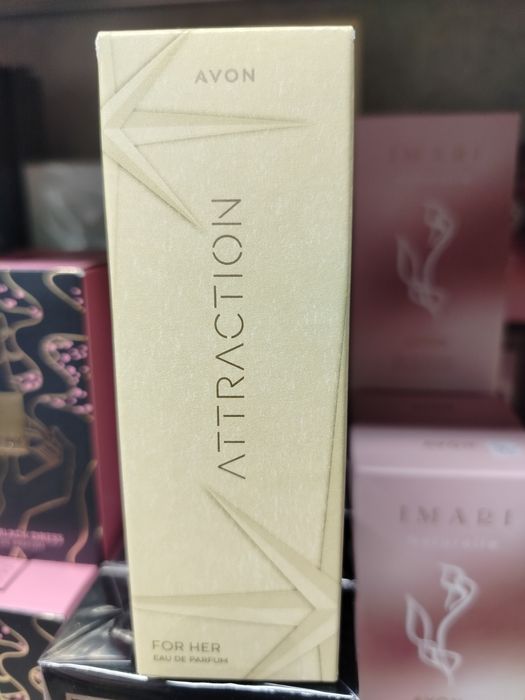 AVON
ATTRACTION
FOR HER
EAU DE PARFUM
IMARI
IMARI